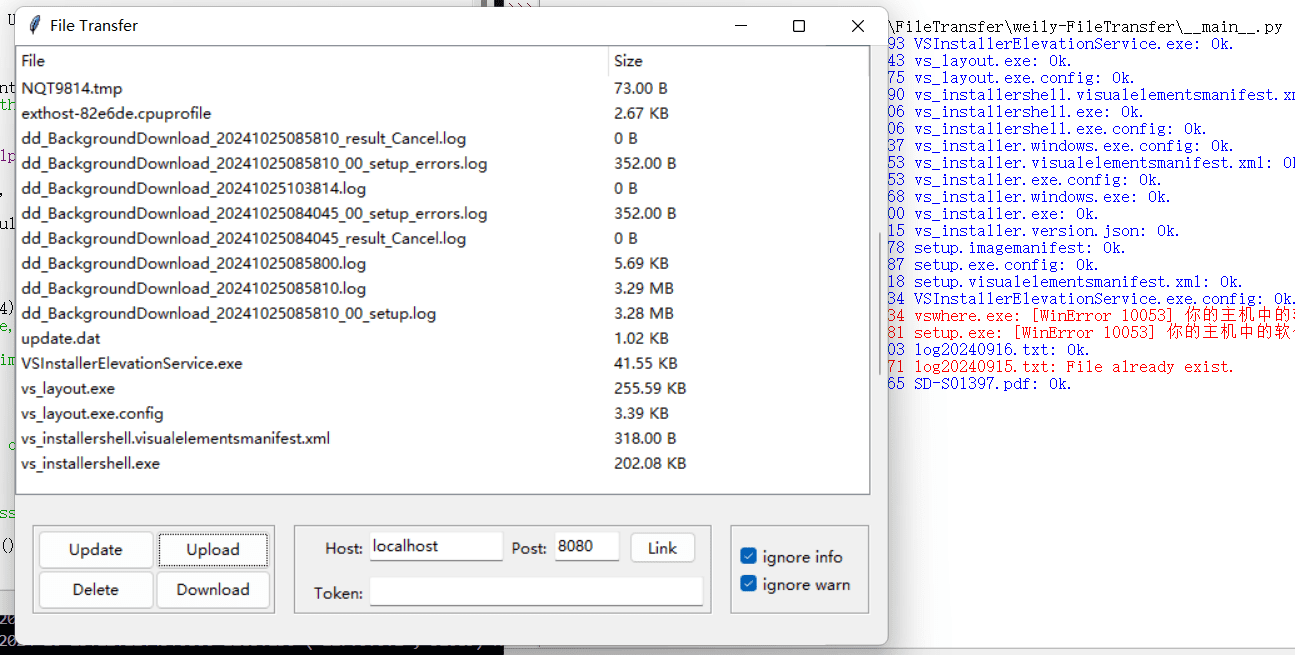 File Transfer
File Size
NQT9814.tmp 73.00 B
exthost-82e6de.cpuprofile 2.67 KB
dd_BackgroundDownload_20241025085810_result_Cancel.log 0 B
dd_BackgroundDownload_20241025085810_00_setup_errors.log 352.00 B
dd_BackgroundDownload_20241025103814.log 0 B
dd_BackgroundDownload_20241025084045_00_setup_errors.log 352.00 B
dd_BackgroundDownload_20241025084045_result_Cancel.log 0 B
dd_BackgroundDownload_20241025085800.log 5.69 KB
dd_BackgroundDownload_20241025085810.log 3.29 MB
dd_BackgroundDownload_20241025085810_00_setup.log 3.28 MB
update.dat 1.02 KB
VSInstallerElevationService.exe 41.55 KB
vs_layout.exe 255.59 KB
vs_layout.exe.config 3.39 KB
vs_installershell.visualelementsmanifest.xml 318.00 B
vs_installershell.exe 202.08 KB
Update Upload
Delete Download
Host: localhost Post: 8080 Link
Token:
ignore info
ignore warn
\FileTransfer\weily-FileTransfer\__main__.py
93 VSInstallerElevationService.exe: Ok.
43 vs_layout.exe: Ok.
75 vs_layout.exe.config: Ok.
90 vs_installershell.visualelementsmanifest.x
06 vs_installershell.exe: Ok.
06 vs_installershell.exe.config: Ok.
37 vs_installer.windows.exe.config: Ok.
53 vs_installer.visualelementsmanifest.xml: O
53 vs_installer.exe.config: Ok.
68 vs_installer.windows.exe: Ok.
00 vs_installer.exe: Ok.
15 vs_installer.version.json: Ok.
78 setup.imagemanifest: Ok.
87 setup.exe.config: Ok.
18 setup.visualelementsmanifest.xml: Ok.
34 VSInstallerElevationService.exe.config: Ok.
34 vswhere.exe: [WinError 10053] 你的主机中的
81 setup.exe: [WinError 10053] 你的主机中的软
03 log20240916.txt: Ok.
71 log20240915.txt: File already exist.
65 SD-S01397.pdf: Ok.